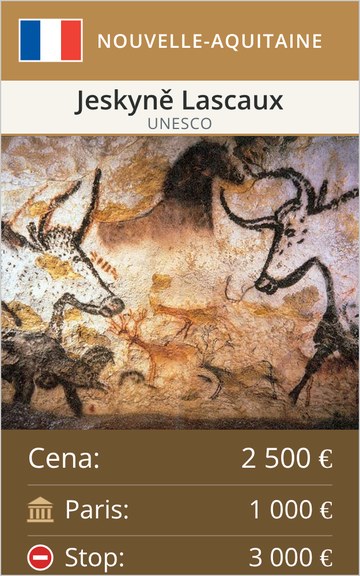 NOUVELLE-AQUITAINE
Jeskyně Lascaux
UNESCO
Cena: 2 500 €
Paris: 1 000 €
Stop: 3 000 €